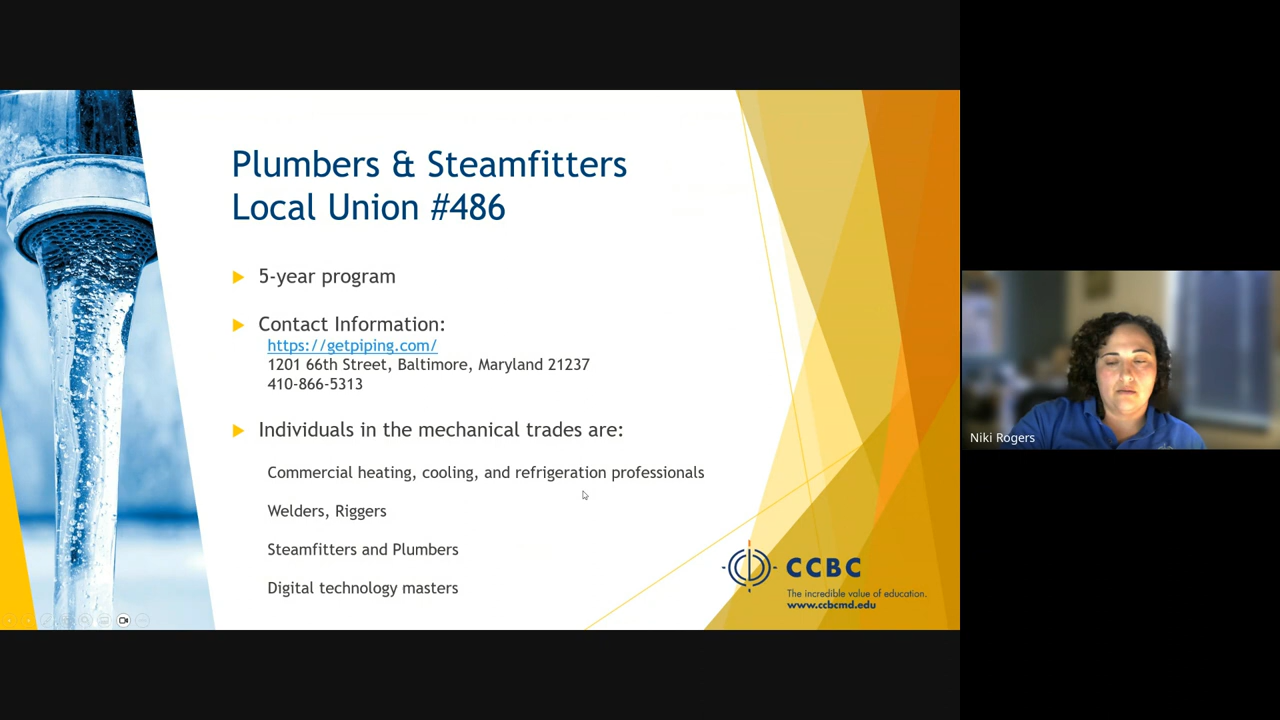 Plumbers & Steamfitters
Local Union #486
5-year program
Contact Information:
https://getpiping.com/
1201 66th Street, Baltimore, Maryland 21237
410-866-5313
Individuals in the mechanical trades are:
Commercial heating, cooling, and refrigeration professionals
Welders, Riggers
Steamfitters and Plumbers
Digital technology masters
CCBC
The incredible value of education.
www.ccbcmd.edu
Niki Rogers